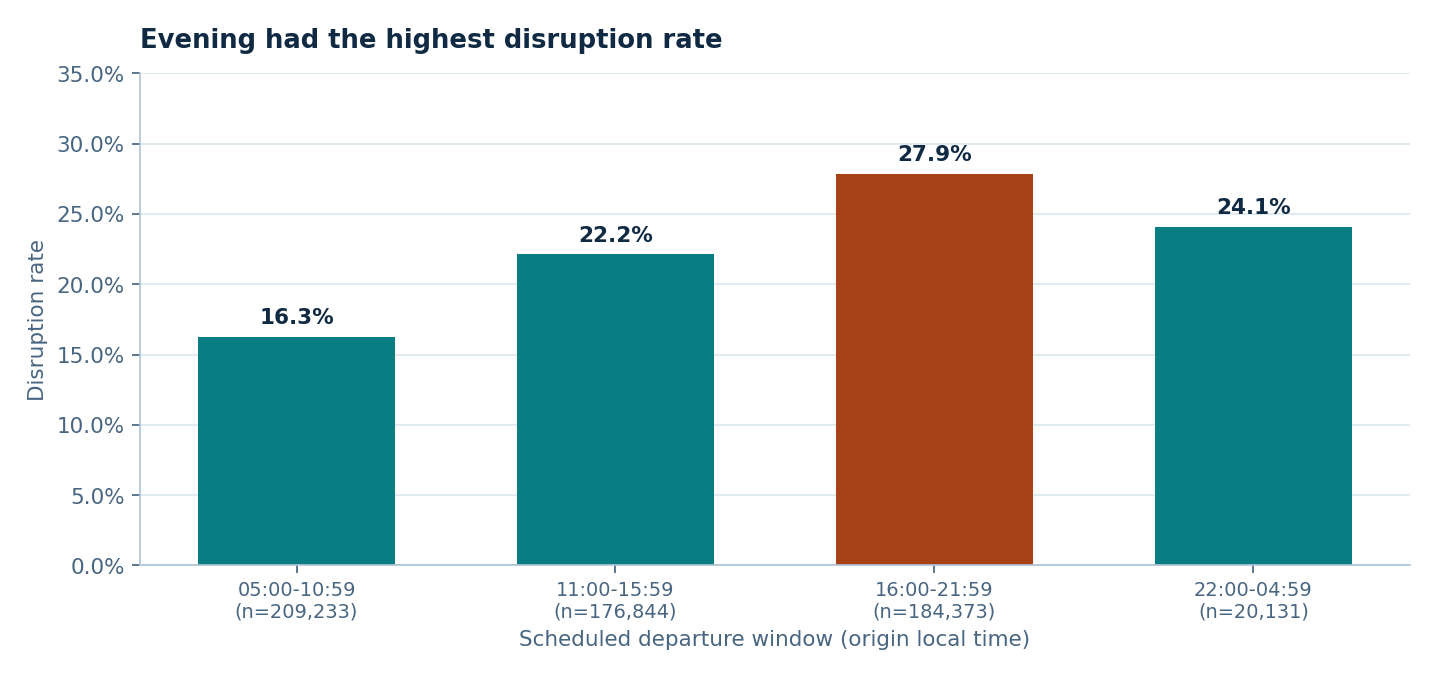 Evening had the highest disruption rate
35.0%
30.0%
25.0%
20.0%
15.0%
10.0%
5.0%
0.0%
Disruption rate
16.3%
22.2%
27.9%
24.1%
05:00-10:59
(n=209,233)
11:00-15:59
(n=176,844)
16:00-21:59
(n=184,373)
22:00-04:59
(n=20,131)
Scheduled departure window (origin local time)